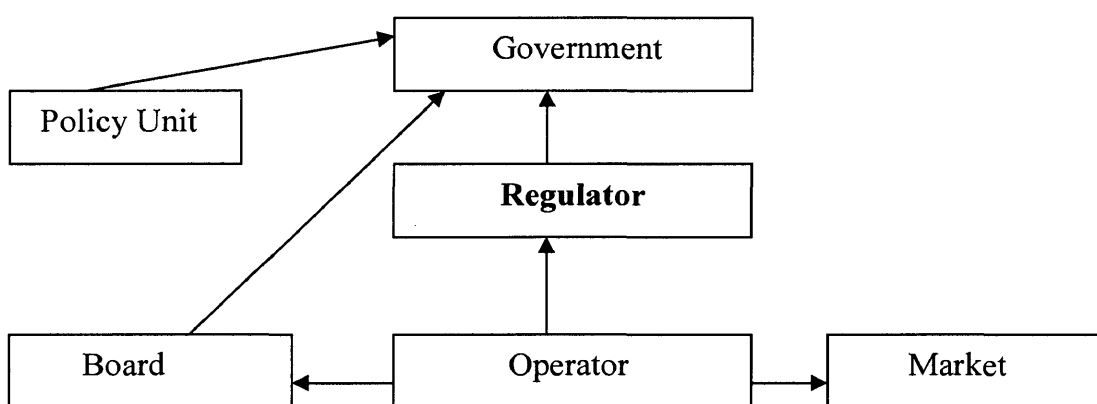 Government
Policy Unit
Regulator
Board
Operator
Market